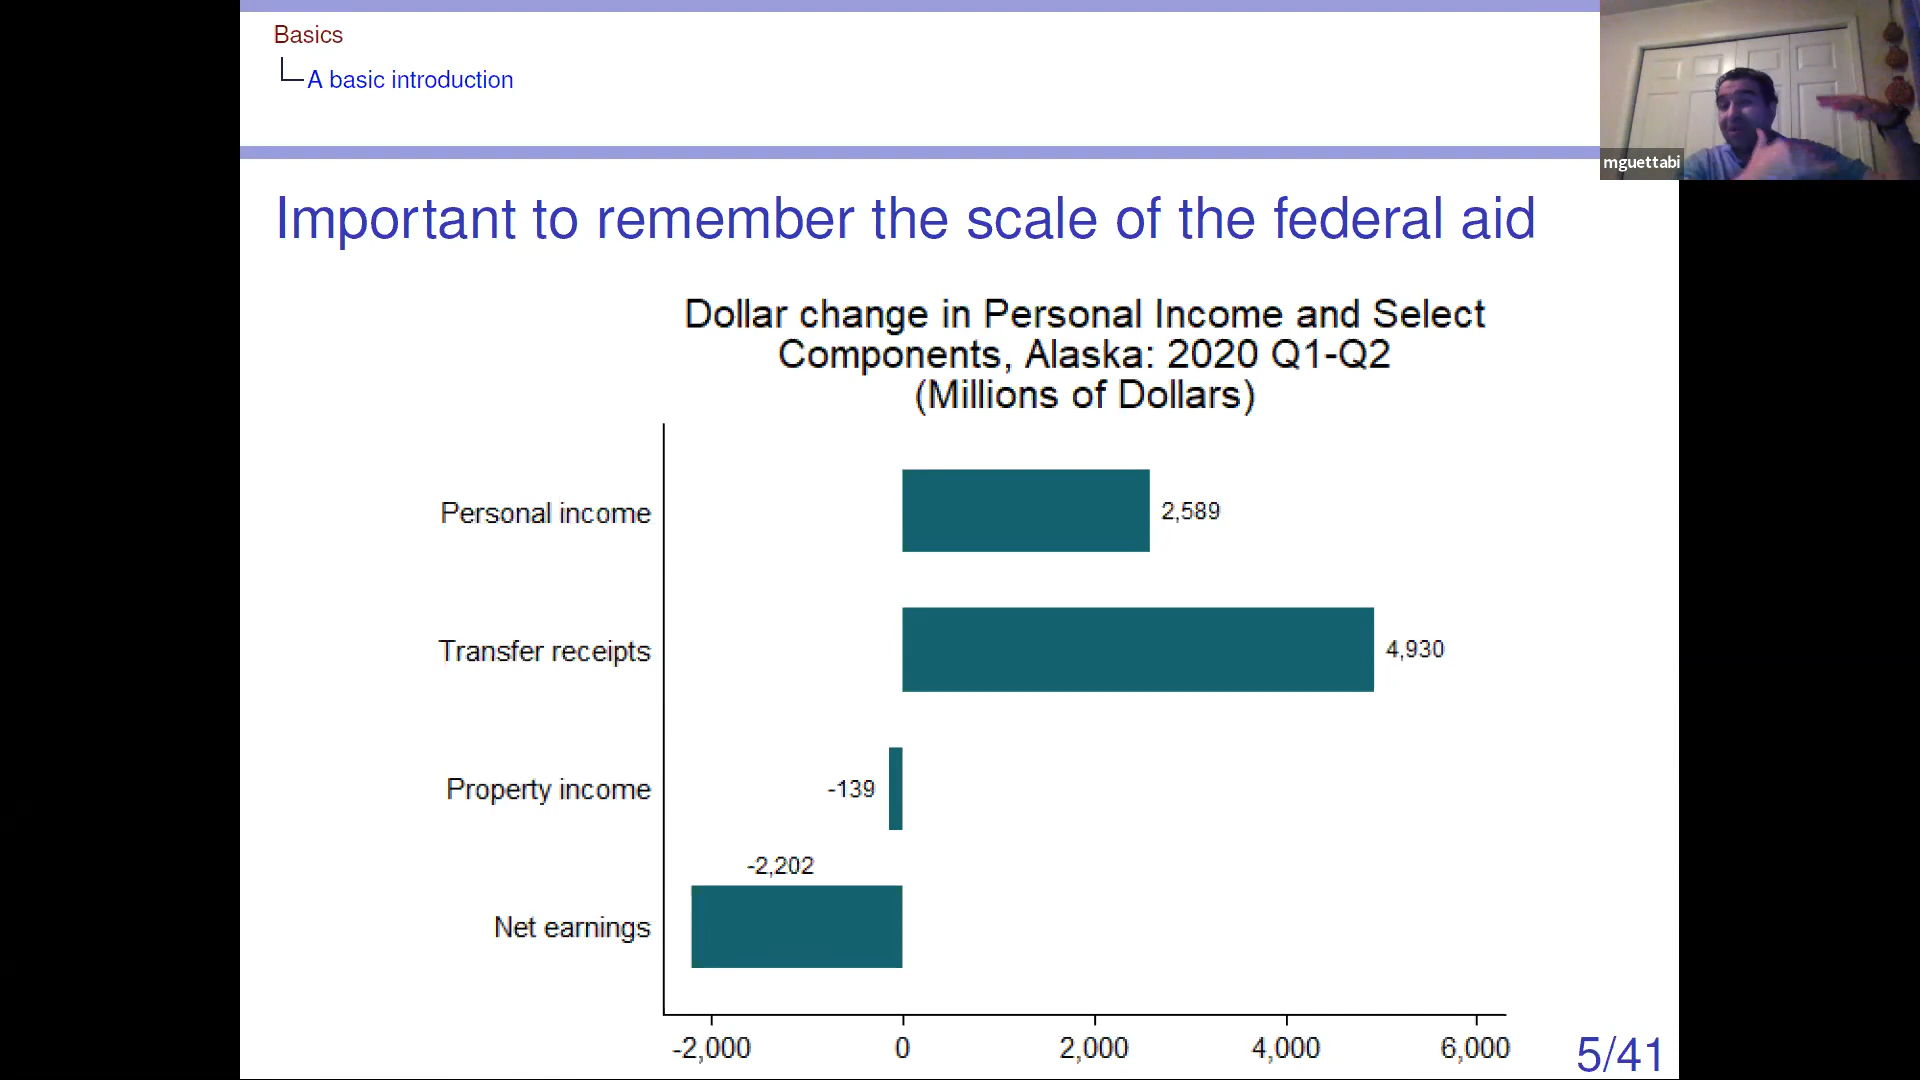 Basics
A basic introduction
mguettabi
Important to remember the scale of the federal aid
Dollar change in Personal Income and Select
Components, Alaska: 2020 Q1-Q2
(Millions of Dollars)
Personal income
2,589
Transfer receipts
4,930
Property income
-139
-2,202
Net earnings
-2,000
0
2,000
4,000
6,000
5/41